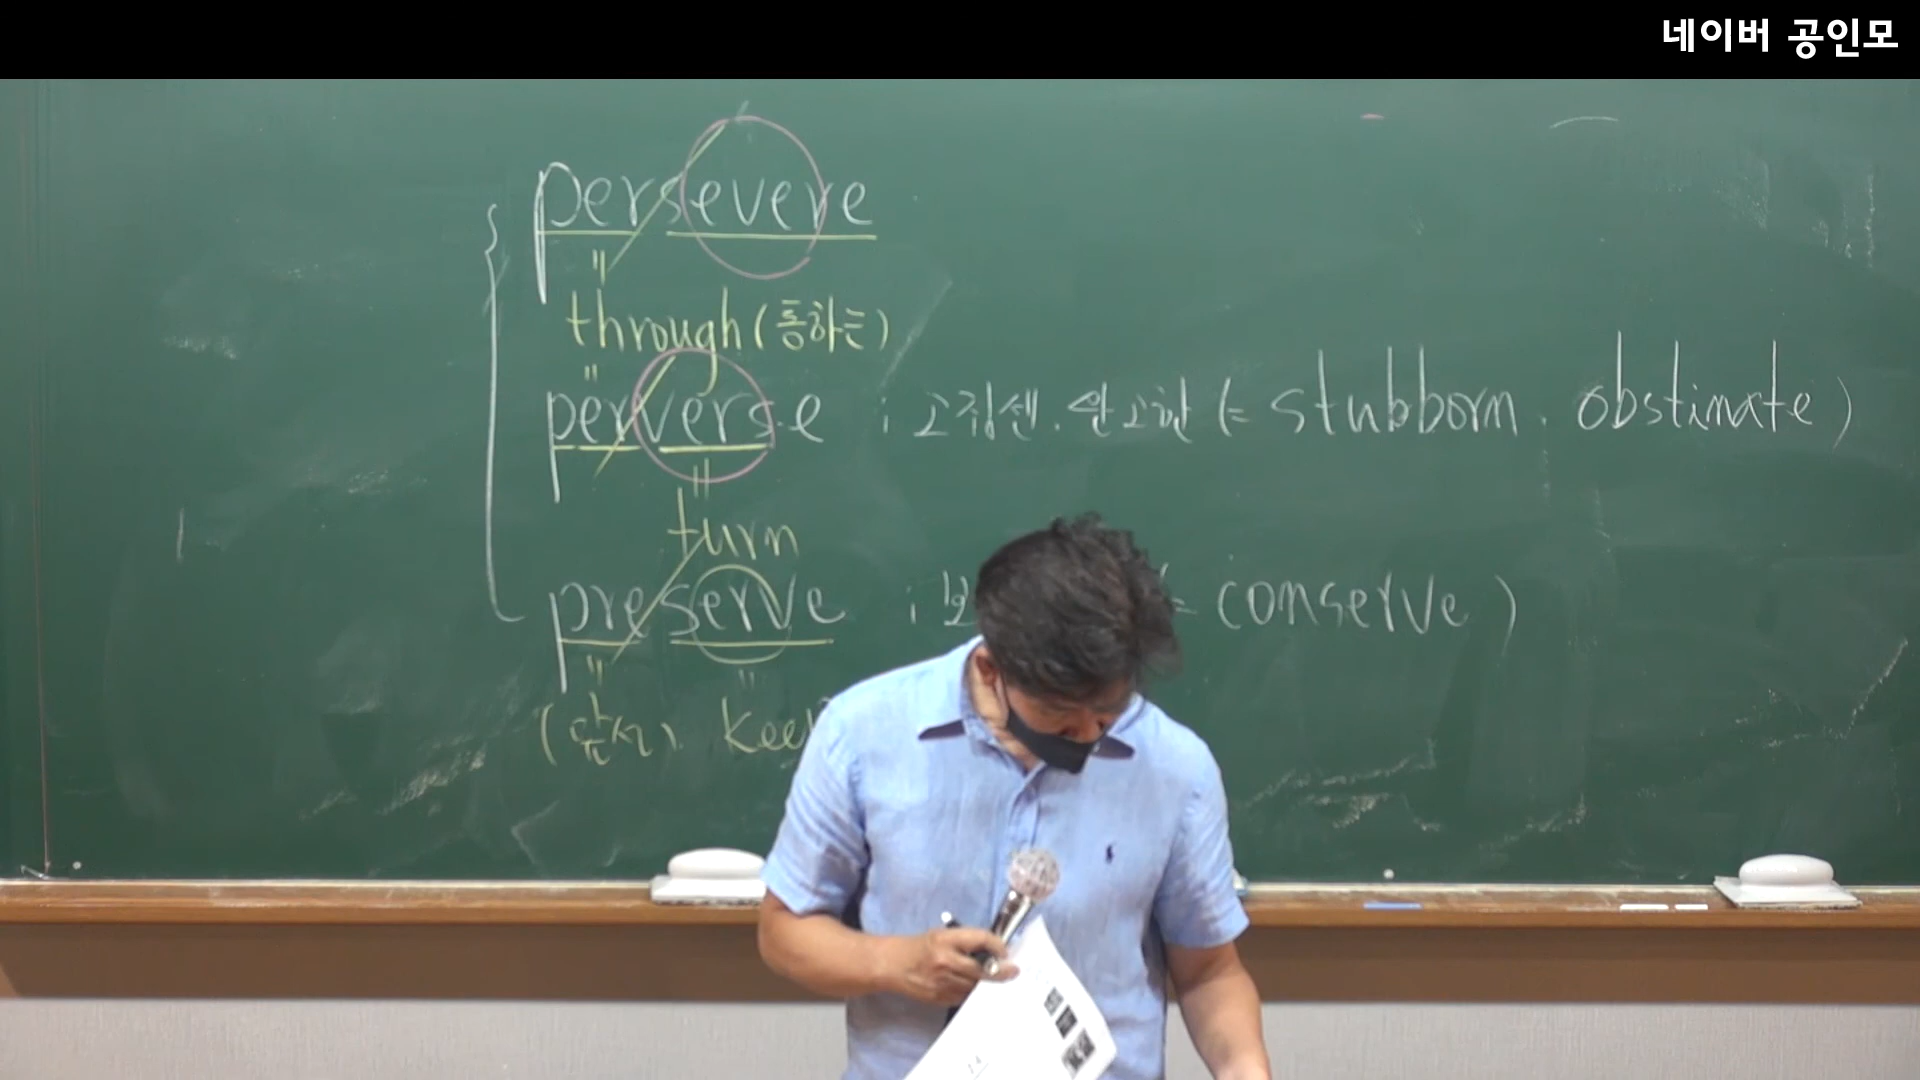 네이버 공인모
persevere
"
through (통하는)
"
perverse : 고집센. 완고한 (= stubborn. obstinate)
"
turn
preserve : 보 = conserve)
" "
(앞서). keep